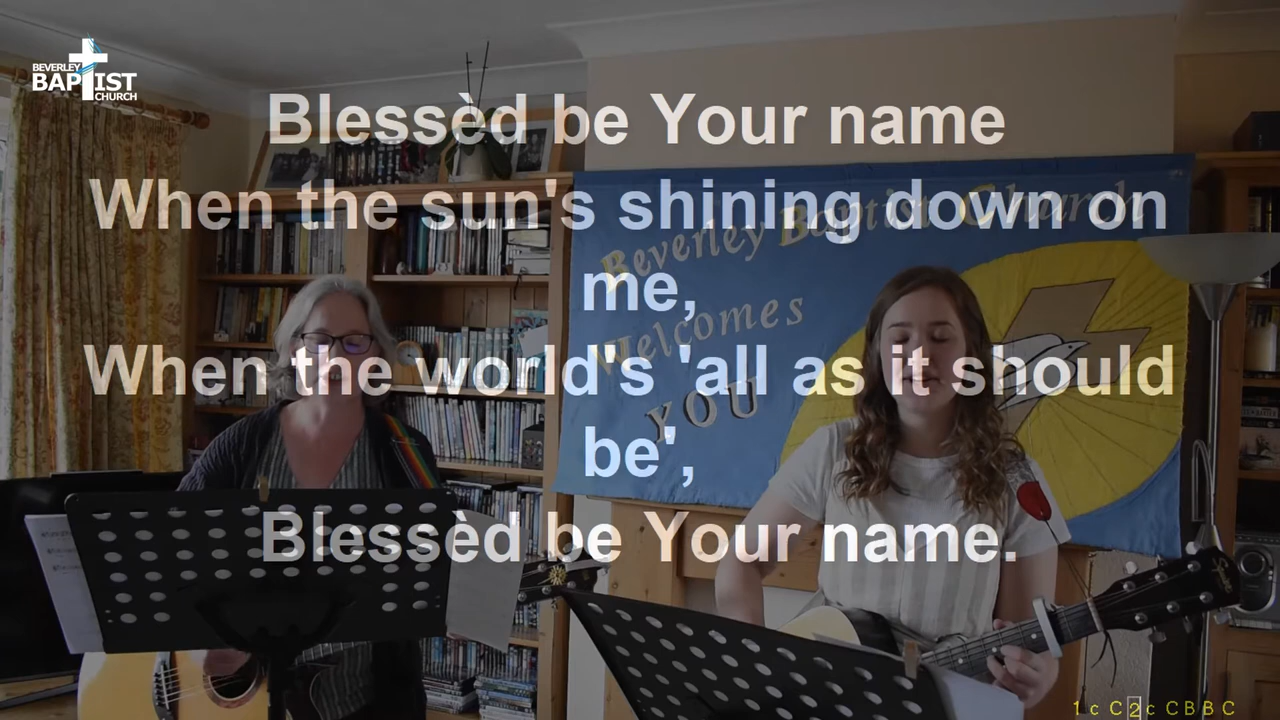 BEVERLEY
BAPTIST
CHURCH
Blessèd be Your name
When the sun's shining down on
me,
When the world's 'all as it should
be',
Blessèd be Your name.
Beverley Baptist Church
Welcomes
YOU
1 c C 2 c C B B C